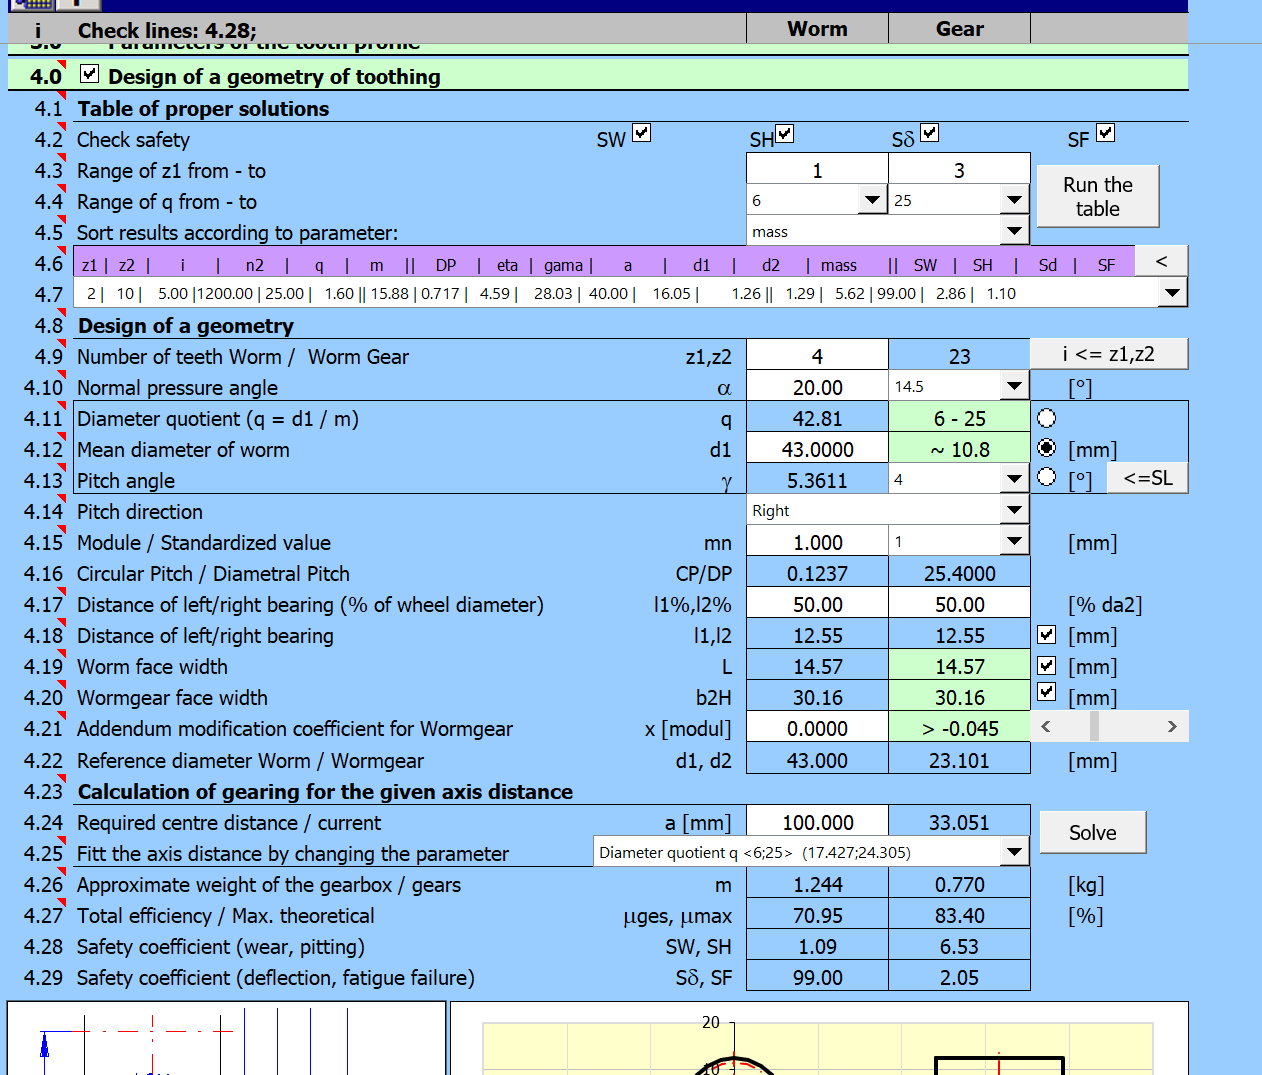 i Check lines: 4.28; Worm Gear
3.0 Parameters of the tooth profile
4.0 Design of a geometry of toothing
4.1 Table of proper solutions
4.2 Check safety SW SH Sδ SF
4.3 Range of z1 from - to 1 3
Run the table
4.4 Range of q from - to 6 25
4.5 Sort results according to parameter: mass
4.6 z1 | z2 | i | n2 | q | m || DP | eta | gama | a | d1 | d2 | mass || SW | SH | Sd | SF <
4.7 2 | 10 | 5.00 |1200.00 | 25.00 | 1.60 || 15.88 | 0.717 | 4.59 | 28.03 | 40.00 | 16.05 | 1.26 || 1.29 | 5.62 | 99.00 | 2.86 | 1.10
4.8 Design of a geometry
4.9 Number of teeth Worm / Worm Gear z1,z2 4 23 i <= z1,z2
4.10 Normal pressure angle α 20.00 14.5 [°]
4.11 Diameter quotient (q = d1 / m) q 42.81 6 - 25
4.12 Mean diameter of worm d1 43.0000 ~ 10.8 [mm]
4.13 Pitch angle γ 5.3611 4 [°] <=SL
4.14 Pitch direction Right
4.15 Module / Standardized value mn 1.000 1 [mm]
4.16 Circular Pitch / Diametral Pitch CP/DP 0.1237 25.4000
4.17 Distance of left/right bearing (% of wheel diameter) l1%,l2% 50.00 50.00 [% da2]
4.18 Distance of left/right bearing l1,l2 12.55 12.55 [mm]
4.19 Worm face width L 14.57 14.57 [mm]
4.20 Wormgear face width b2H 30.16 30.16 [mm]
4.21 Addendum modification coefficient for Wormgear x [modul] 0.0000 > -0.045 < >
4.22 Reference diameter Worm / Wormgear d1, d2 43.000 23.101 [mm]
4.23 Calculation of gearing for the given axis distance
4.24 Required centre distance / current a [mm] 100.000 33.051 Solve
4.25 Fitt the axis distance by changing the parameter Diameter quotient q <6;25> (17.427;24.305)
4.26 Approximate weight of the gearbox / gears m 1.244 0.770 [kg]
4.27 Total efficiency / Max. theoretical μges, μmax 70.95 83.40 [%]
4.28 Safety coefficient (wear, pitting) SW, SH 1.09 6.53
4.29 Safety coefficient (deflection, fatigue failure) Sδ, SF 99.00 2.05
20
10